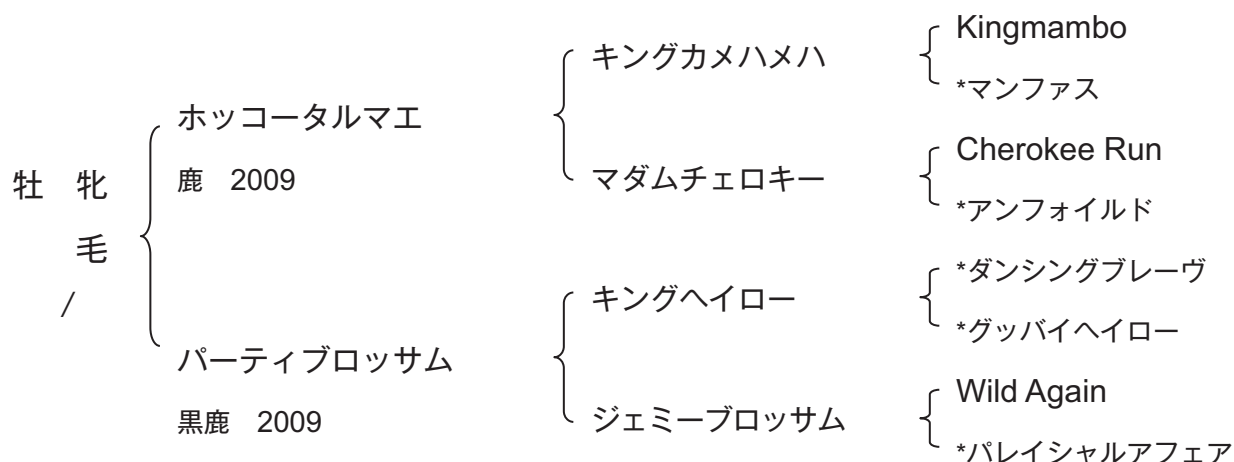 牡 牝
毛
/
ホッコータルマエ
鹿 2009
パーティブロッサム
黒鹿 2009
キングカメハメハ
マダムチェロキー
キングヘイロー
ジェミーブロッサム
Kingmambo
*マンファス
Cherokee Run
*アンフォイルド
*ダンシングブレーヴ
*グッバイヘイロー
Wild Again
*パレイシャルアフェア